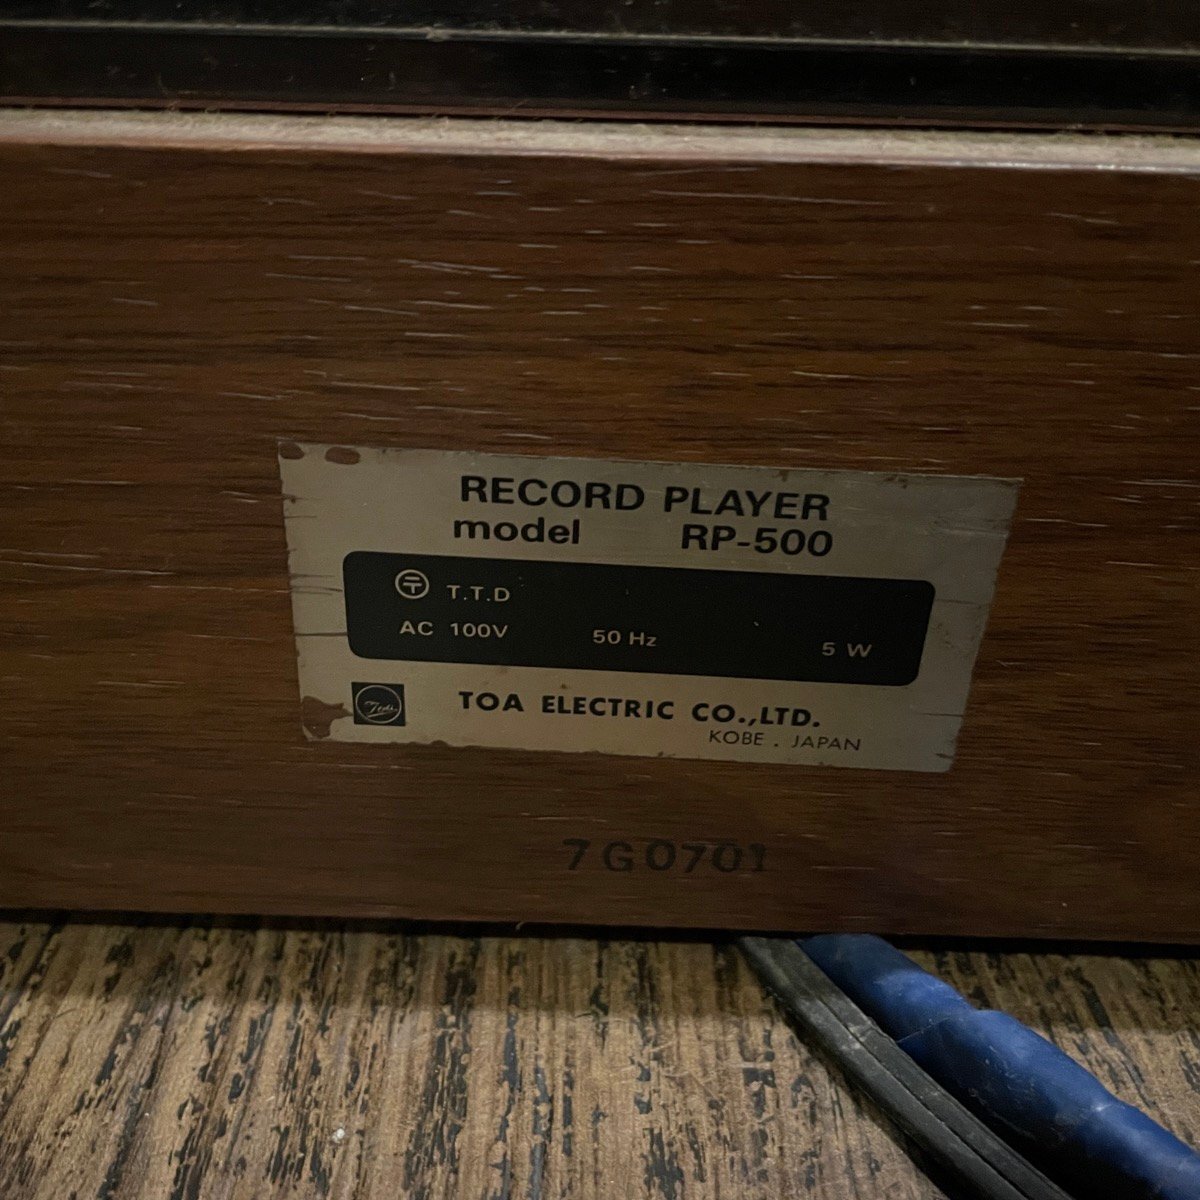 RECORD PLAYER
model RP-500
T.T.D
AC 100V 50 Hz 5 W
TOA ELECTRIC CO.,LTD.
KOBE . JAPAN
7G0701